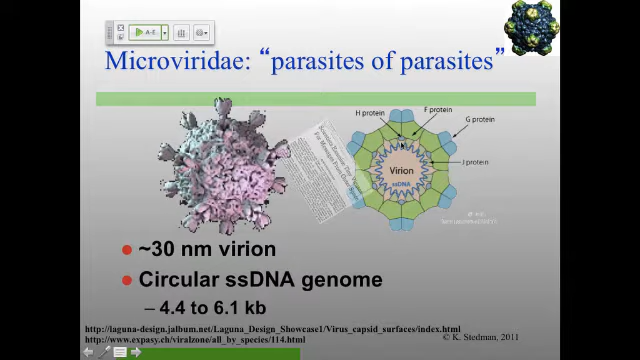 A-E
Microviridae: “parasites of parasites”
H protein
F protein
G protein
J protein
Virion
ssDNA
~30 nm virion
Circular ssDNA genome
– 4.4 to 6.1 kb
http://laguna-design.jalbum.net/Laguna_Design_Showcase1/Virus_capsid_surfaces/index.html
http://www.expasy.ch/viralzone/all_by_species/114.html
© K. Stedman, 2011